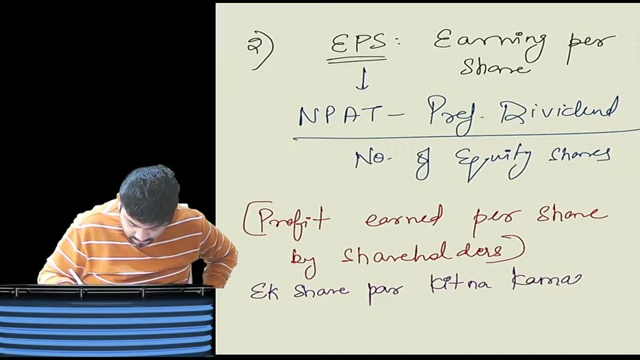 2) EPS: Earning per
share
↓
NPAT - Pref. Dividend
No. of Equity shares
(Profit earned per share
by shareholders)
Ek share par kitna kama